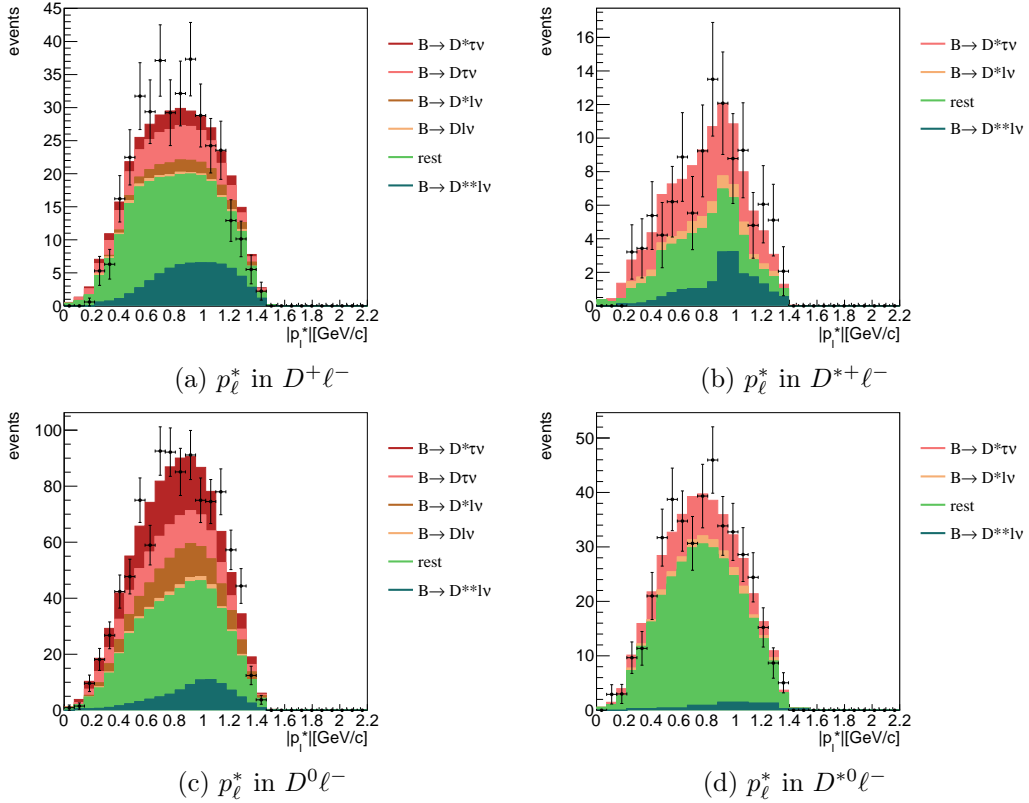 events
45
40
35
30
25
20
15
10
5
0
0 0.2 0.4 0.6 0.8 1 1.2 1.4 1.6 1.8 2 2.2
|p_l*|[GeV/c]
B→ D*τν
B→ Dτν
B→ D*lν
B→ Dlν
rest
B→ D**lν
(a) p*_ℓ in D⁺ℓ⁻
events
16
14
12
10
8
6
4
2
0
0 0.2 0.4 0.6 0.8 1 1.2 1.4 1.6 1.8 2 2.2
|p_l*|[GeV/c]
B→ D*τν
B→ D*lν
rest
B→ D**lν
(b) p*_ℓ in D*⁺ℓ⁻
events
100
80
60
40
20
0
0 0.2 0.4 0.6 0.8 1 1.2 1.4 1.6 1.8 2 2.2
|p_l*|[GeV/c]
B→ D*τν
B→ Dτν
B→ D*lν
B→ Dlν
rest
B→ D**lν
(c) p*_ℓ in D⁰ℓ⁻
events
50
40
30
20
10
0
0 0.2 0.4 0.6 0.8 1 1.2 1.4 1.6 1.8 2 2.2
|p_l*|[GeV/c]
B→ D*τν
B→ D*lν
rest
B→ D**lν
(d) p*_ℓ in D*⁰ℓ⁻